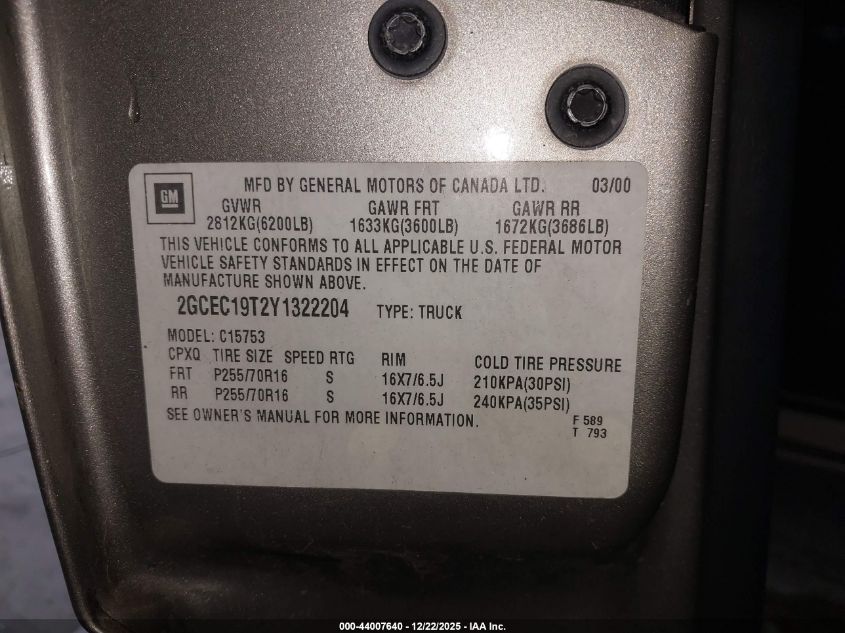 GM
MFD BY GENERAL MOTORS OF CANADA LTD. 03/00
GVWR GAWR FRT GAWR RR
2812KG(6200LB) 1633KG(3600LB) 1672KG(3686LB)
THIS VEHICLE CONFORMS TO ALL APPLICABLE U.S. FEDERAL MOTOR
VEHICLE SAFETY STANDARDS IN EFFECT ON THE DATE OF
MANUFACTURE SHOWN ABOVE.
2GCEC19T2Y1322204 TYPE: TRUCK
MODEL: C15753
CPXQ TIRE SIZE SPEED RTG RIM COLD TIRE PRESSURE
FRT P255/70R16 S 16X7/6.5J 210KPA(30PSI)
RR P255/70R16 S 16X7/6.5J 240KPA(35PSI)
SEE OWNER'S MANUAL FOR MORE INFORMATION.
F 589
T 793
000-44007640 - 12/22/2025 - IAA Inc.